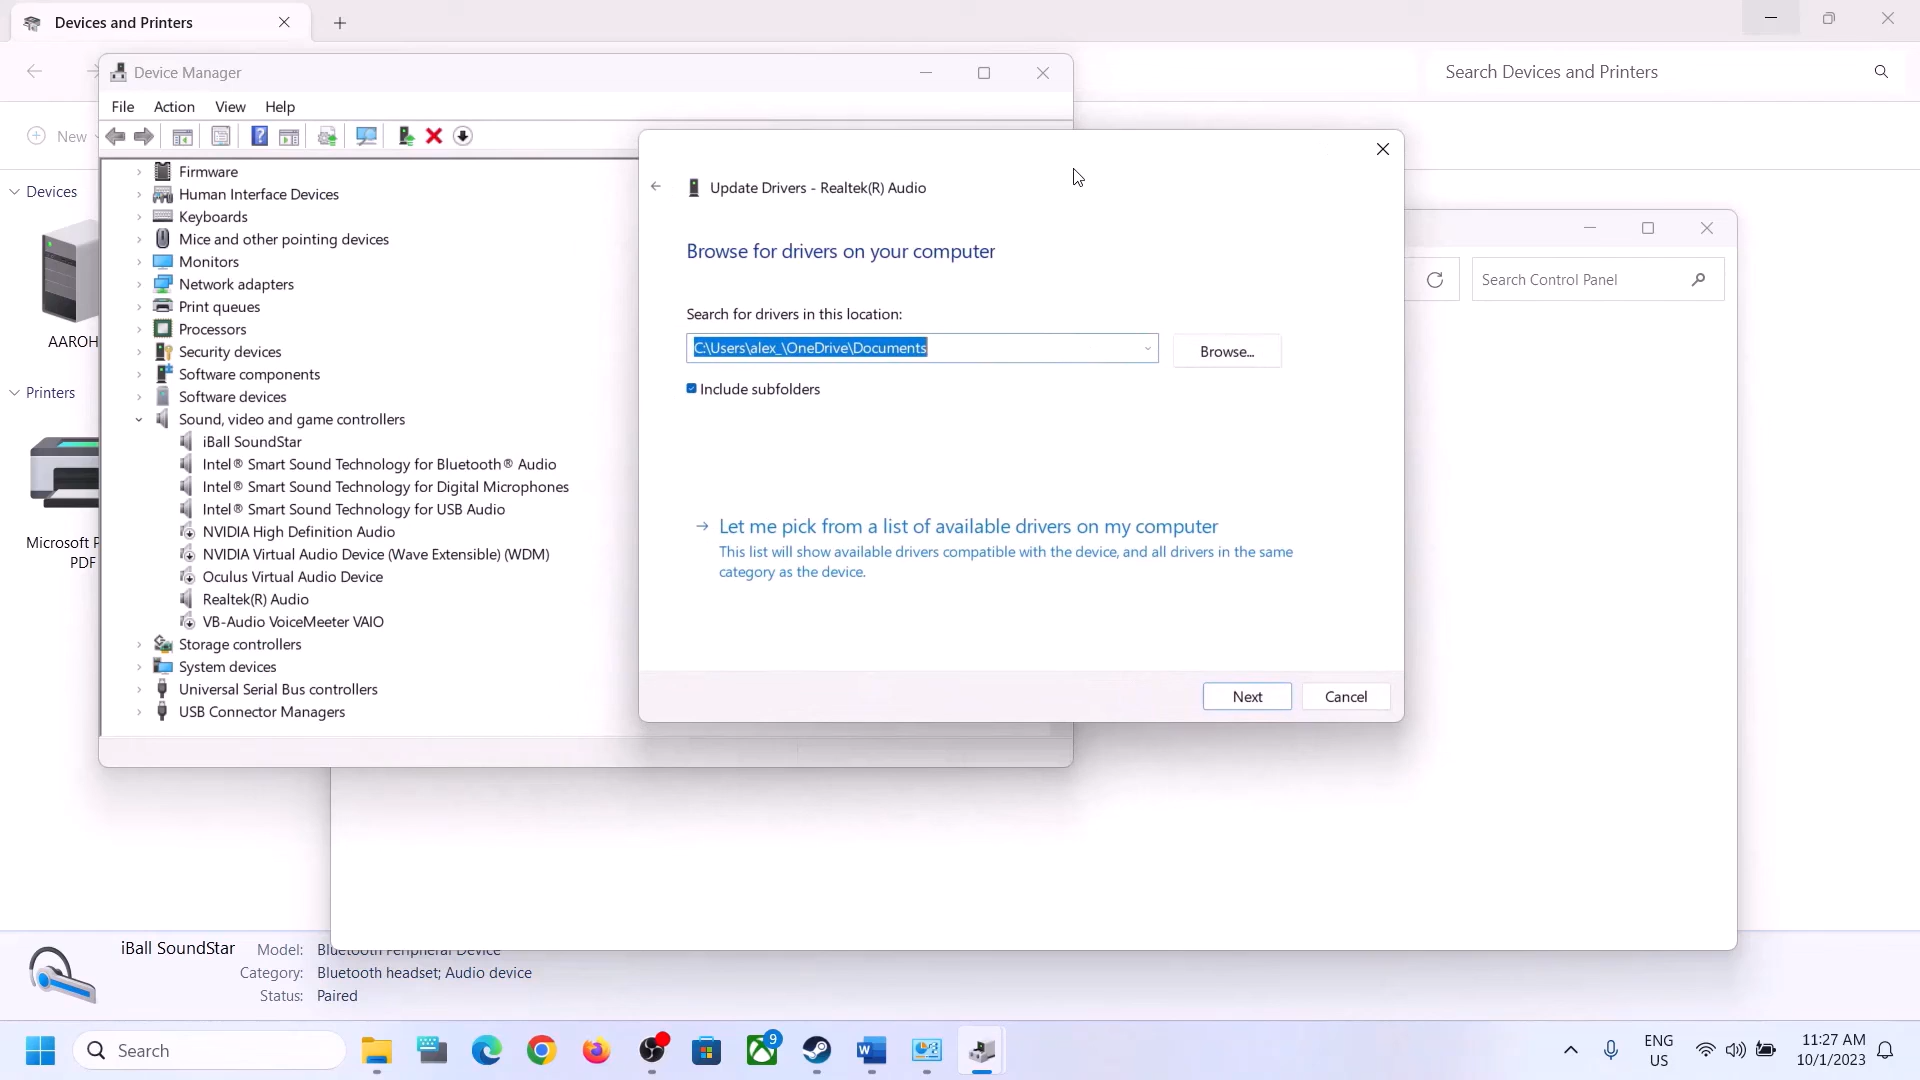 Devices and Printers
Search Devices and Printers
New
Devices
AAROH
Printers
Microsoft P
PDF
Device Manager
File Action View Help
Firmware
Human Interface Devices
Keyboards
Mice and other pointing devices
Monitors
Network adapters
Print queues
Processors
Security devices
Software components
Software devices
Sound, video and game controllers
iBall SoundStar
Intel® Smart Sound Technology for Bluetooth® Audio
Intel® Smart Sound Technology for Digital Microphones
Intel® Smart Sound Technology for USB Audio
NVIDIA High Definition Audio
NVIDIA Virtual Audio Device (Wave Extensible) (WDM)
Oculus Virtual Audio Device
Realtek(R) Audio
VB-Audio VoiceMeeter VAIO
Storage controllers
System devices
Universal Serial Bus controllers
USB Connector Managers
Update Drivers - Realtek(R) Audio
Browse for drivers on your computer
Search for drivers in this location:
C:\Users\alex_\OneDrive\Documents
Browse...
Include subfolders
Let me pick from a list of available drivers on my computer
This list will show available drivers compatible with the device, and all drivers in the same
category as the device.
Next
Cancel
Search Control Panel
iBall SoundStar
Model: Bluetooth Peripheral Device
Category: Bluetooth headset; Audio device
Status: Paired
Search
9
ENG
US
11:27 AM
10/1/2023